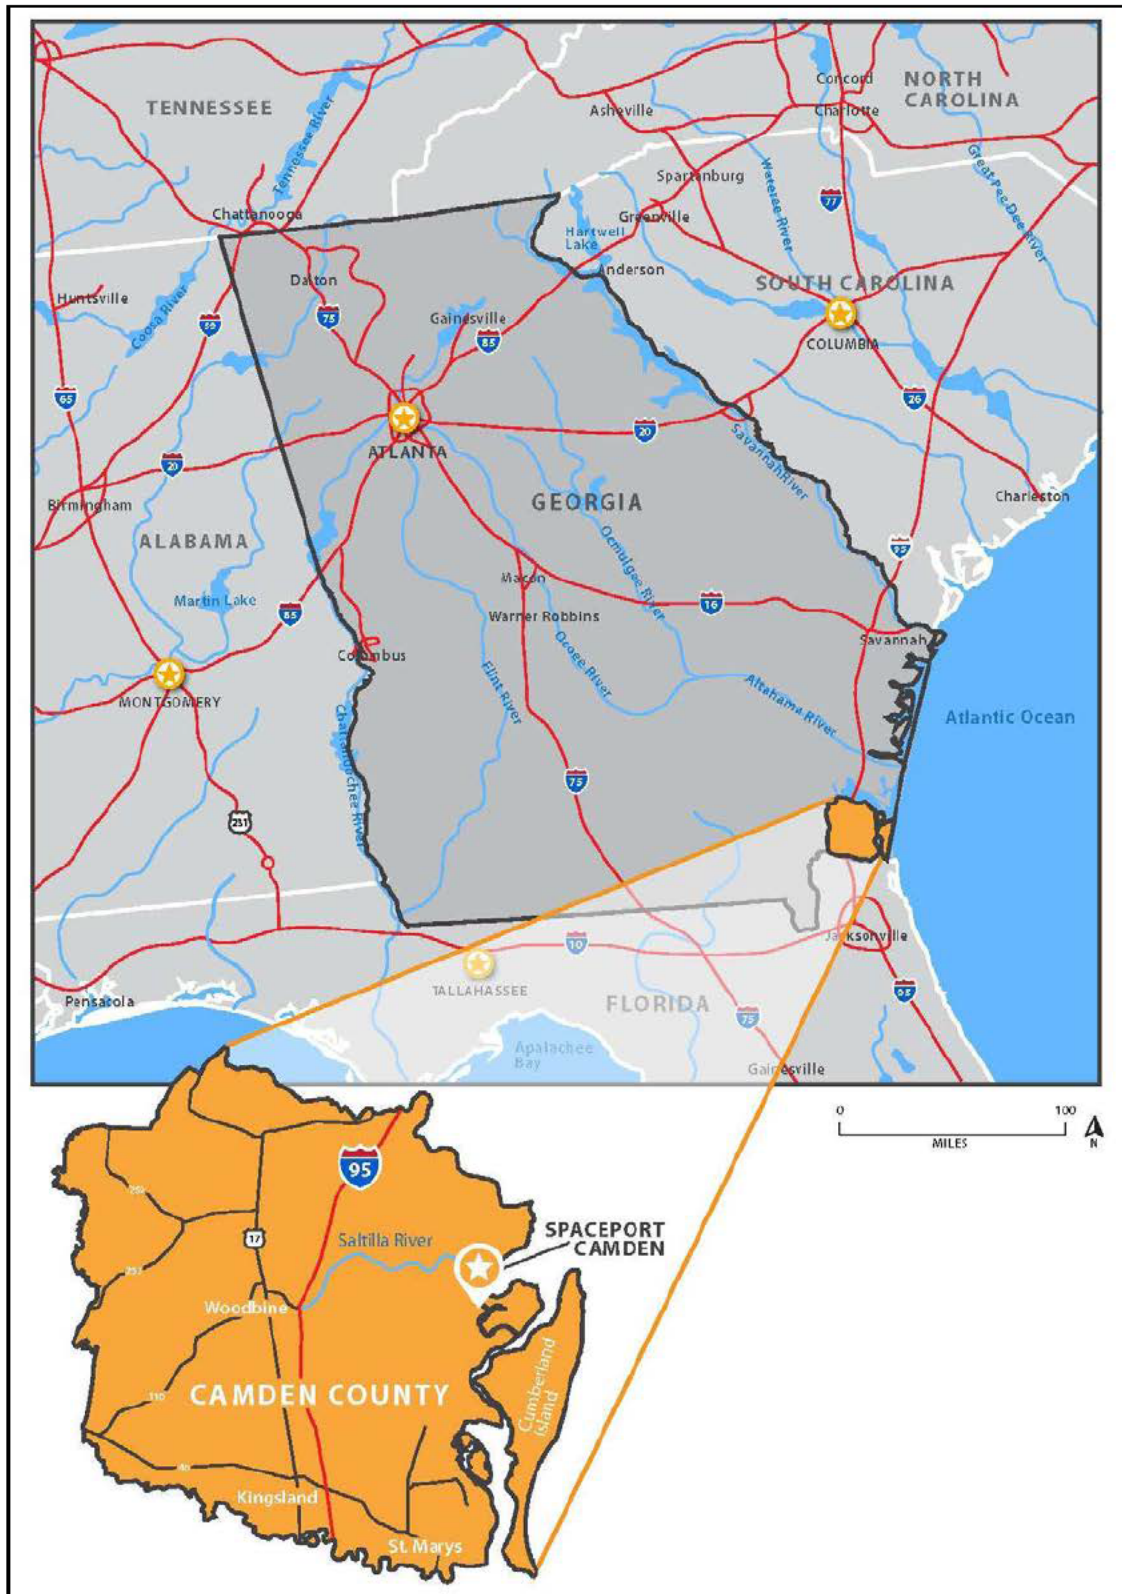 TENNESSEE
Tennessee River
Asheville
Concord
Charlotte
NORTH
CAROLINA
Spartanburg
Wateree River
77
Great Pee Dee River
Chattanooga
Greenville
Hartwell
Lake
Anderson
Dalton
SOUTH CAROLINA
Huntsville
Coosa River
59
75
Gainesville
85
COLUMBIA
65
26
ATLANTA
20
20
Savannah River
Birmingham
GEORGIA
Charleston
ALABAMA
Ocmulgee River
95
Macon
Martin Lake
85
16
Warner Robbins
Columbus
Savannah
Ocoee River
Flint River
MONTGOMERY
Altahama River
Atlantic Ocean
Chattahoochee River
75
231
10
Jacksonville
TALLAHASSEE
Pensacola
FLORIDA
95
75
Apalachee
Bay
Gainesville
0 100
MILES
N
95
17
SPACEPORT
CAMDEN
Saltilla River
Woodbine
CAMDEN COUNTY
Cumberland
Island
110
40
Kingsland
St. Marys